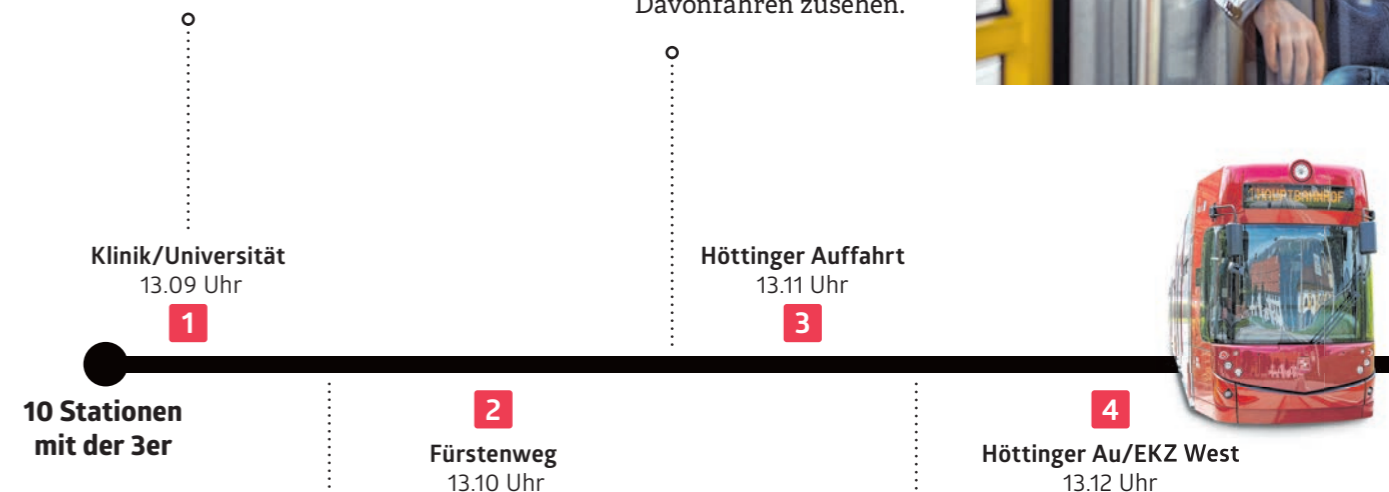 Davonfahren zusehen.
HAUPTBAHNHOF
Klinik/Universität
13.09 Uhr
1
Höttinger Auffahrt
13.11 Uhr
3
10 Stationen
mit der 3er
2
Fürstenweg
13.10 Uhr
4
Höttinger Au/EKZ West
13.12 Uhr